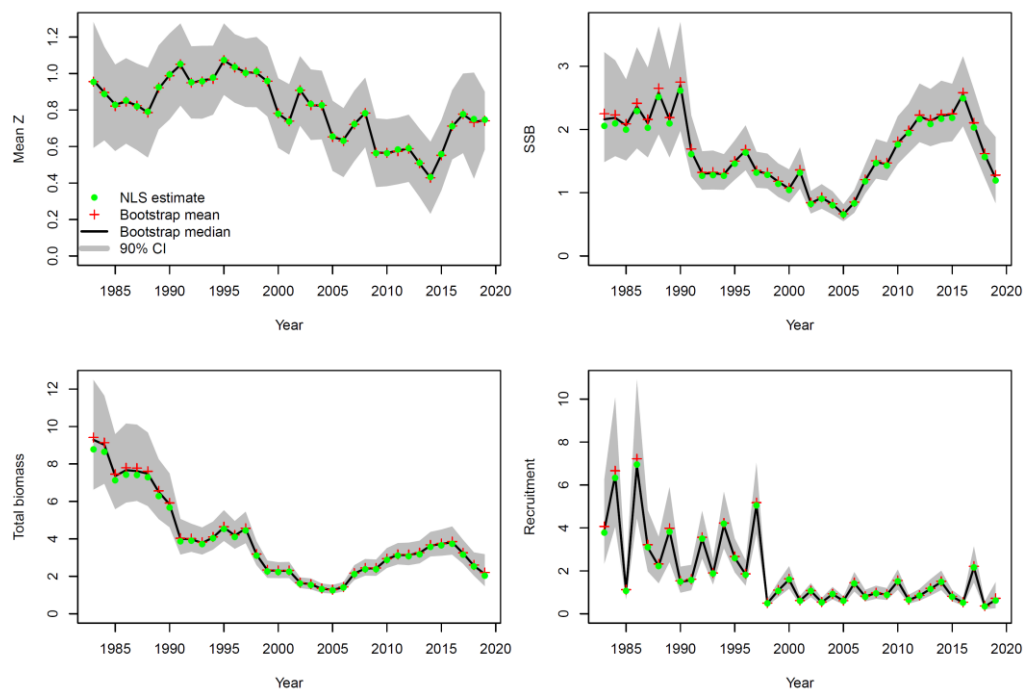 Mean Z
0.0 0.2 0.4 0.6 0.8 1.0 1.2
NLS estimate
Bootstrap mean
Bootstrap median
90% CI
1985 1990 1995 2000 2005 2010 2015 2020
Year
SSB
0 1 2 3
1985 1990 1995 2000 2005 2010 2015 2020
Year
Total biomass
0 2 4 6 8 10 12
1985 1990 1995 2000 2005 2010 2015 2020
Year
Recruitment
0 2 4 6 8 10
1985 1990 1995 2000 2005 2010 2015 2020
Year